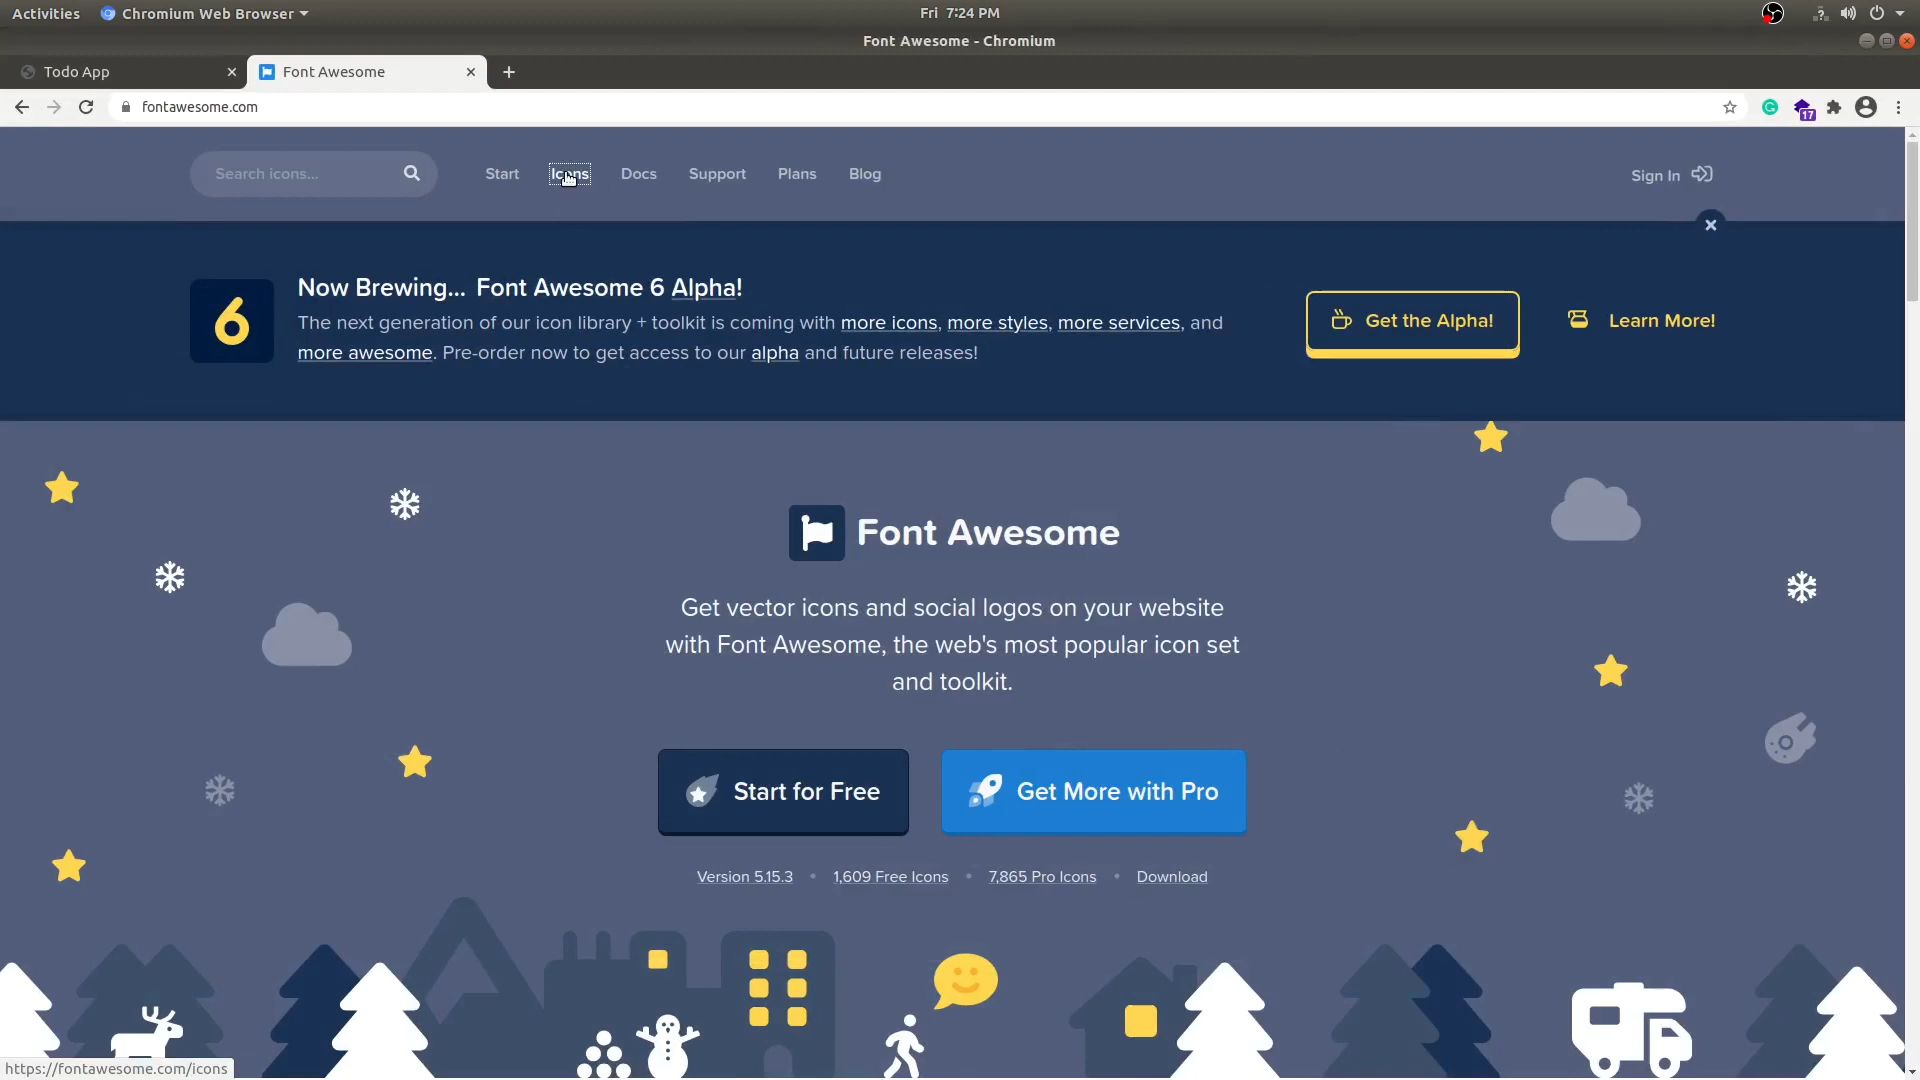 Activities
Chromium Web Browser
Fri 7:24 PM
Font Awesome - Chromium
Todo App
Font Awesome
fontawesome.com
17
Search icons...
Start
Icons
Docs
Support
Plans
Blog
Sign In
6
Now Brewing... Font Awesome 6 Alpha!
The next generation of our icon library + toolkit is coming with more icons, more styles, more services, and
more awesome. Pre-order now to get access to our alpha and future releases!
Get the Alpha!
Learn More!
Font Awesome
Get vector icons and social logos on your website
with Font Awesome, the web's most popular icon set
and toolkit.
Start for Free
Get More with Pro
Version 5.15.3 • 1,609 Free Icons • 7,865 Pro Icons • Download
https://fontawesome.com/icons